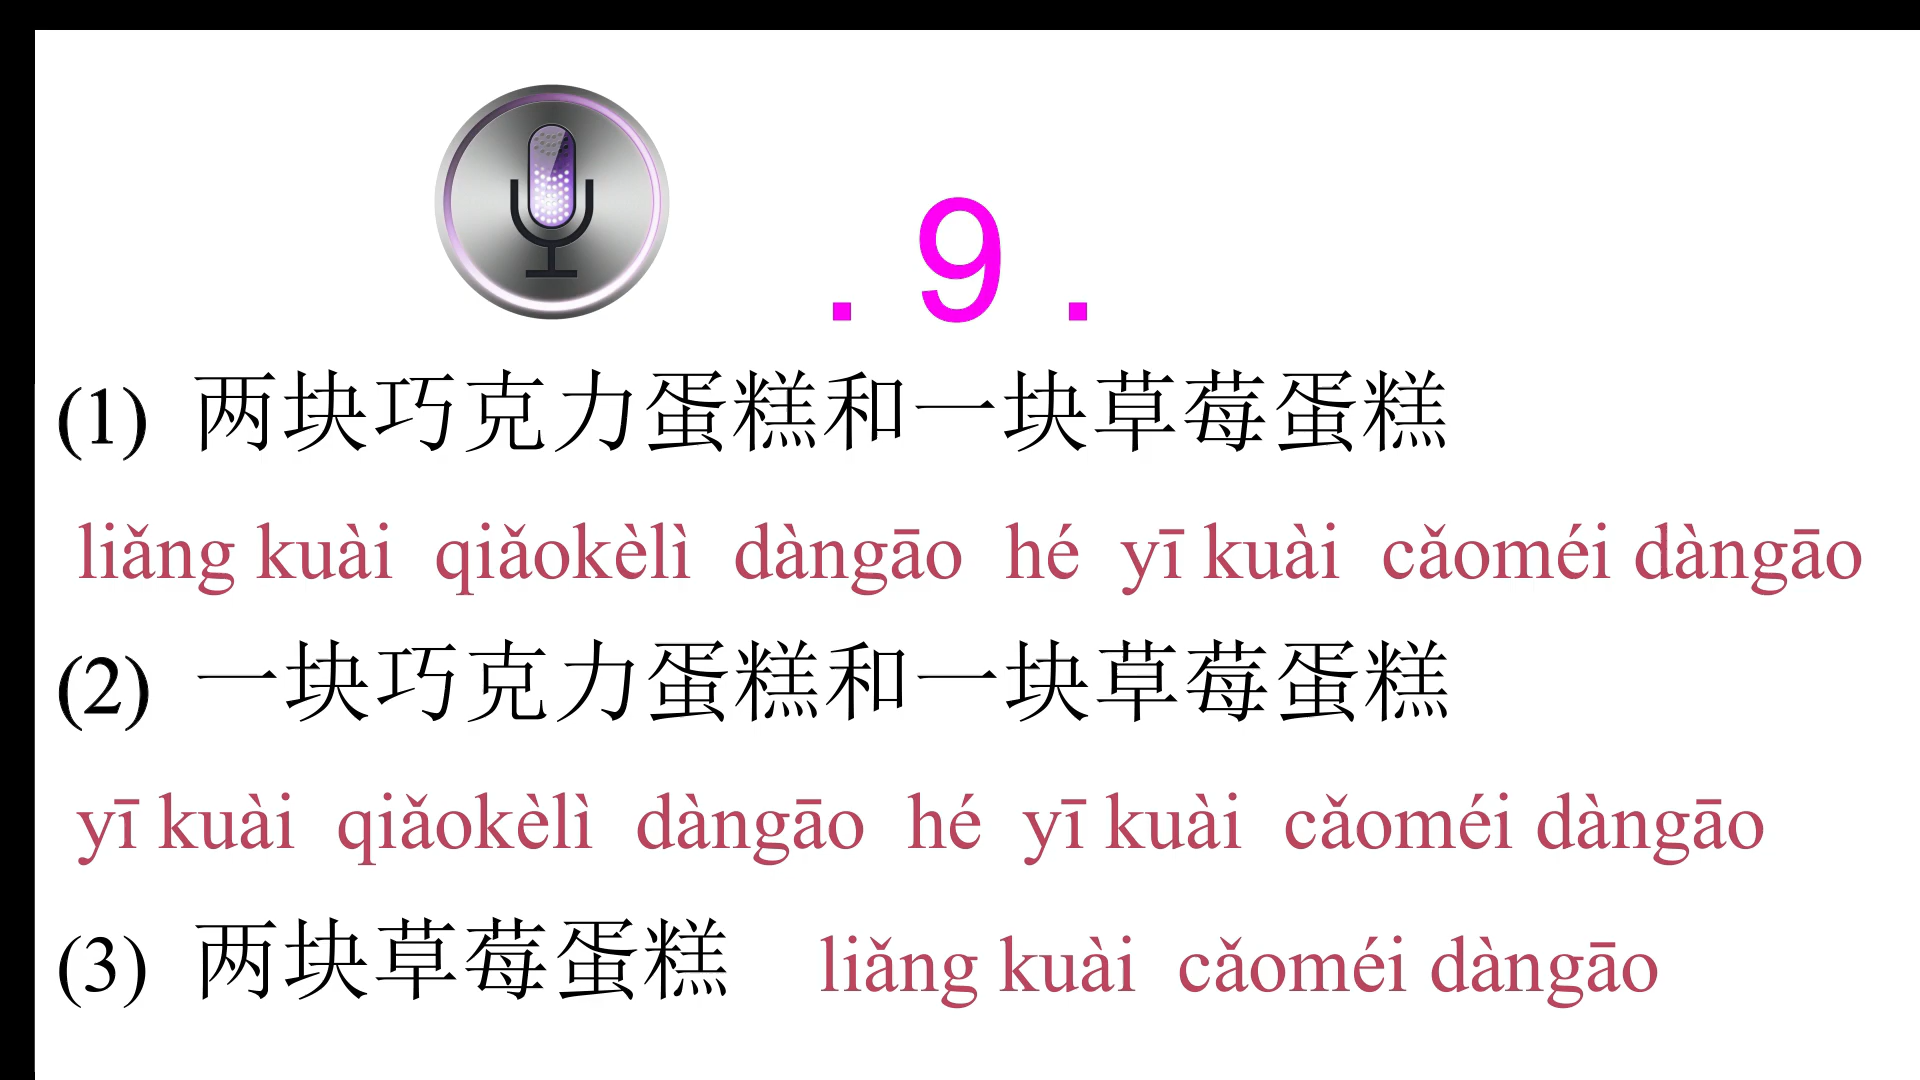 . 9 .
(1) 两块巧克力蛋糕和一块草莓蛋糕
liǎng kuài qiǎokèlì dàngāo hé yī kuài cǎoméi dàngāo
(2) 一块巧克力蛋糕和一块草莓蛋糕
yī kuài qiǎokèlì dàngāo hé yī kuài cǎoméi dàngāo
(3) 两块草莓蛋糕 liǎng kuài cǎoméi dàngāo